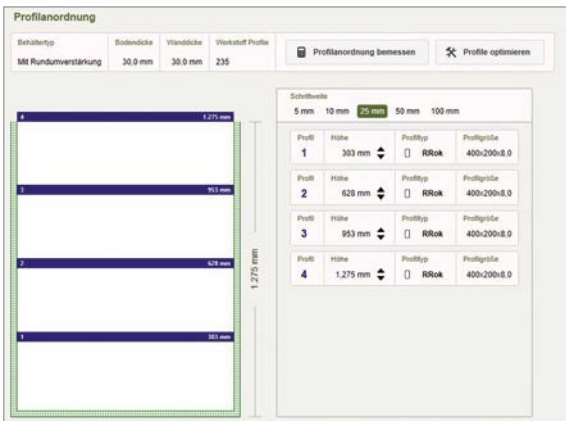 Profilanordnung
Behältertyp Bodendicke Wanddicke Werkstoff Profile
Mit Rundumverstärkung 30.0 mm 30.0 mm 235
Profilanordnung bemessen
Profile optimieren
4 1.275 mm
3 953 mm
2 628 mm
1 303 mm
1.275 mm
Schrittweite
5 mm 10 mm 25 mm 50 mm 100 mm
Profil Höhe Profiltyp Profilgröße
1 303 mm RRok 400x200x8,0
Profil Höhe Profiltyp Profilgröße
2 628 mm RRok 400x200x8,0
Profil Höhe Profiltyp Profilgröße
3 953 mm RRok 400x200x8,0
Profil Höhe Profiltyp Profilgröße
4 1.275 mm RRok 400x200x8,0